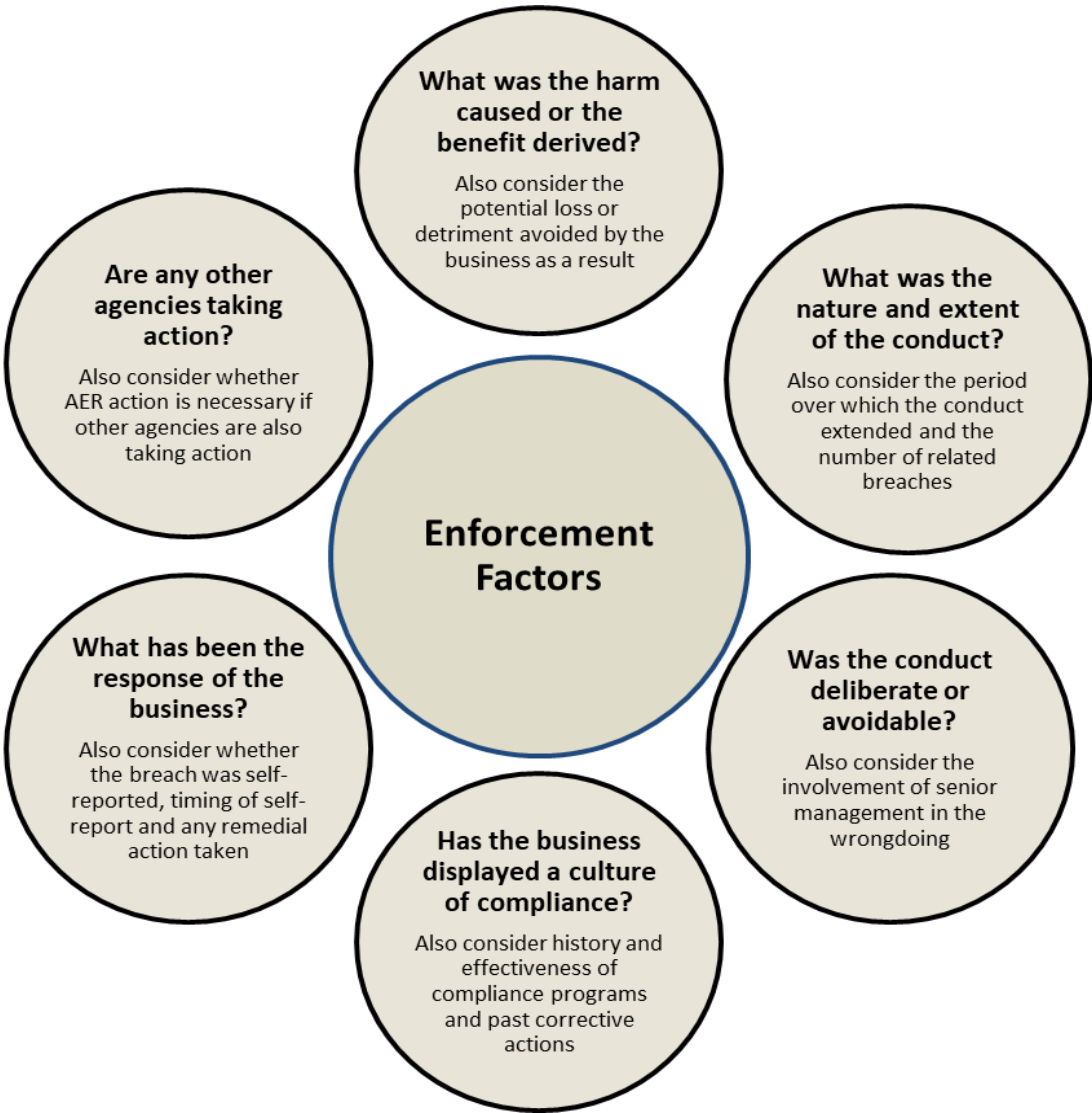 What was the harm
caused or the
benefit derived?
Also consider the
potential loss or
detriment avoided by the
business as a result
What was the
nature and extent
of the conduct?
Also consider the period
over which the conduct
extended and the
number of related
breaches
Was the conduct
deliberate or
avoidable?
Also consider the
involvement of senior
management in the
wrongdoing
Has the business
displayed a culture
of compliance?
Also consider history and
effectiveness of
compliance programs
and past corrective
actions
What has been the
response of the
business?
Also consider whether
the breach was self-
reported, timing of self-
report and any remedial
action taken
Are any other
agencies taking
action?
Also consider whether
AER action is necessary if
other agencies are also
taking action
Enforcement
Factors